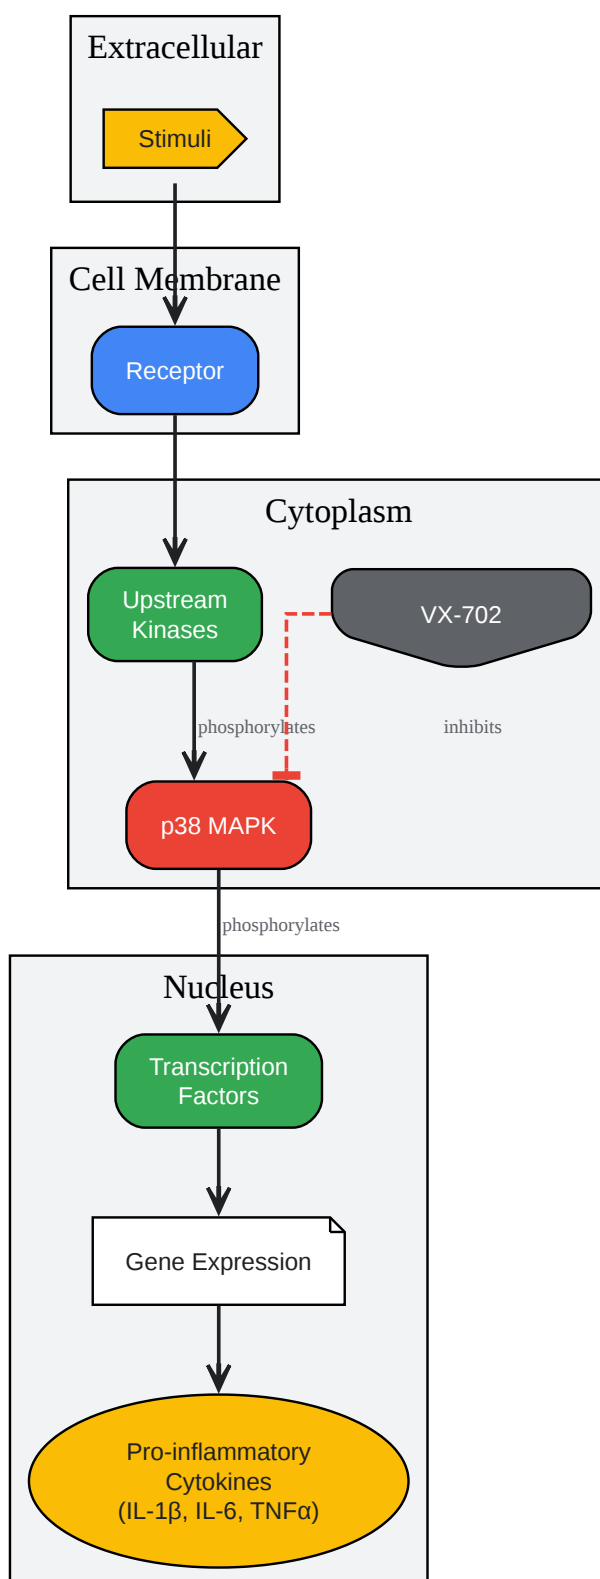 Extracellular
Stimuli
Cell Membrane
Receptor
Cytoplasm
Upstream
Kinases
VX-702
phosphorylates
inhibits
p38 MAPK
phosphorylates
Nucleus
Transcription
Factors
Gene Expression
Pro-inflammatory
Cytokines
(IL-1β, IL-6, TNFα)